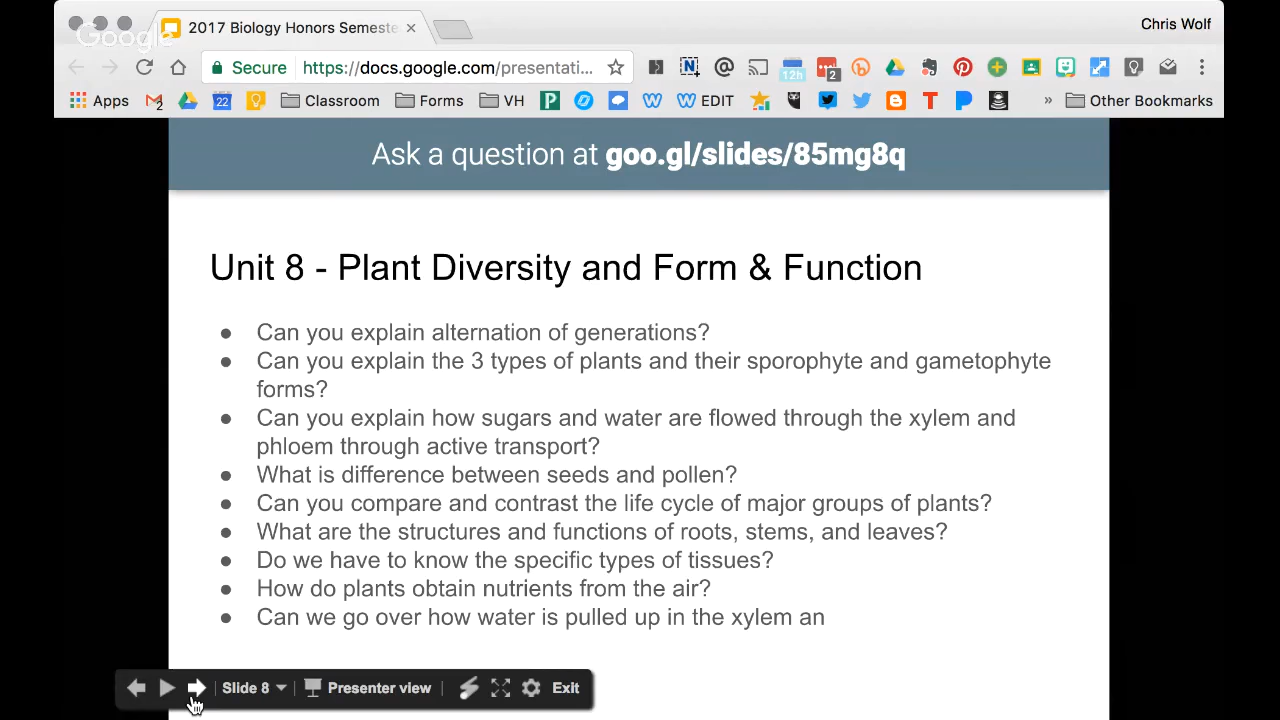 2017 Biology Honors Semeste
Chris Wolf
Google
Secure https://docs.google.com/presentati...
12h
2
Apps
2
22
Classroom
Forms
VH
EDIT
Other Bookmarks
Ask a question at goo.gl/slides/85mg8q
Unit 8 - Plant Diversity and Form & Function
● Can you explain alternation of generations?
● Can you explain the 3 types of plants and their sporophyte and gametophyte
forms?
● Can you explain how sugars and water are flowed through the xylem and
phloem through active transport?
● What is difference between seeds and pollen?
● Can you compare and contrast the life cycle of major groups of plants?
● What are the structures and functions of roots, stems, and leaves?
● Do we have to know the specific types of tissues?
● How do plants obtain nutrients from the air?
● Can we go over how water is pulled up in the xylem an
Slide 8
Presenter view
Exit